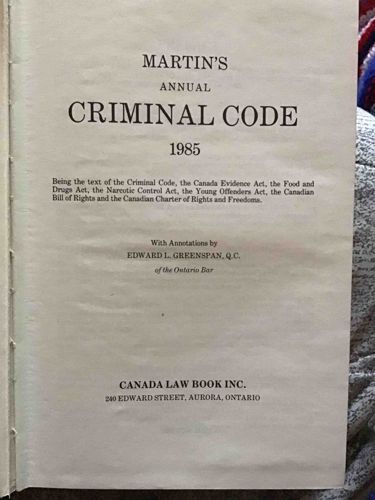 MARTIN'S
ANNUAL
CRIMINAL CODE
1985
Being the text of the Criminal Code, the Canada Evidence Act, the Food and
Drugs Act, the Narcotic Control Act, the Young Offenders Act, the Canadian
Bill of Rights and the Canadian Charter of Rights and Freedoms.
With Annotations by
EDWARD L. GREENSPAN, Q.C.
of the Ontario Bar
CANADA LAW BOOK INC.
240 EDWARD STREET, AURORA, ONTARIO